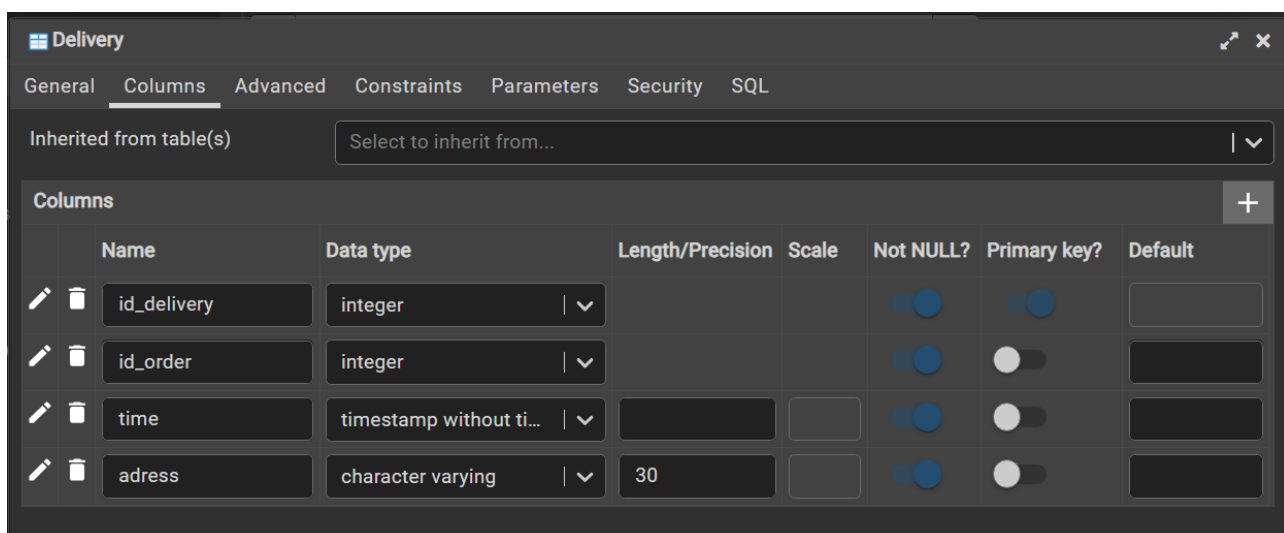 Delivery
General Columns Advanced Constraints Parameters Security SQL
Inherited from table(s) Select to inherit from...
Columns
Name Data type Length/Precision Scale Not NULL? Primary key? Default
id_delivery integer
id_order integer
time timestamp without ti...
adress character varying 30